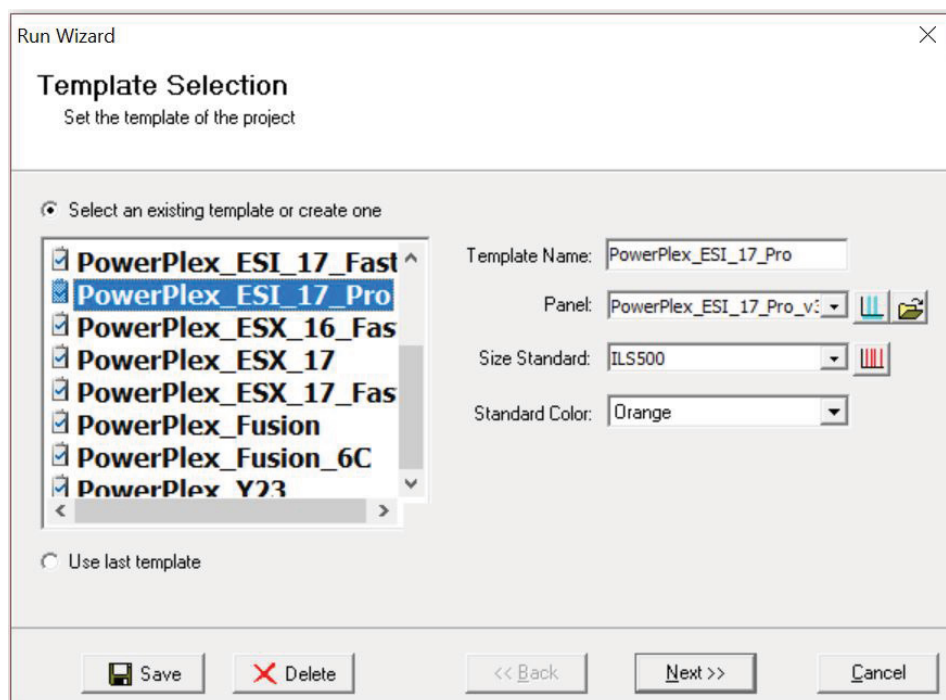 Run Wizard
Template Selection
Set the template of the project
Select an existing template or create one
PowerPlex_ESI_17_Fast
PowerPlex_ESI_17_Pro
PowerPlex_ESX_16_Fas
PowerPlex_ESX_17
PowerPlex_ESX_17_Fas
PowerPlex_Fusion
PowerPlex_Fusion_6C
PowerPlex_Y23
Template Name: PowerPlex_ESI_17_Pro
Panel: PowerPlex_ESI_17_Pro_v3
Size Standard: ILS500
Standard Color: Orange
Use last template
Save Delete << Back Next >> Cancel